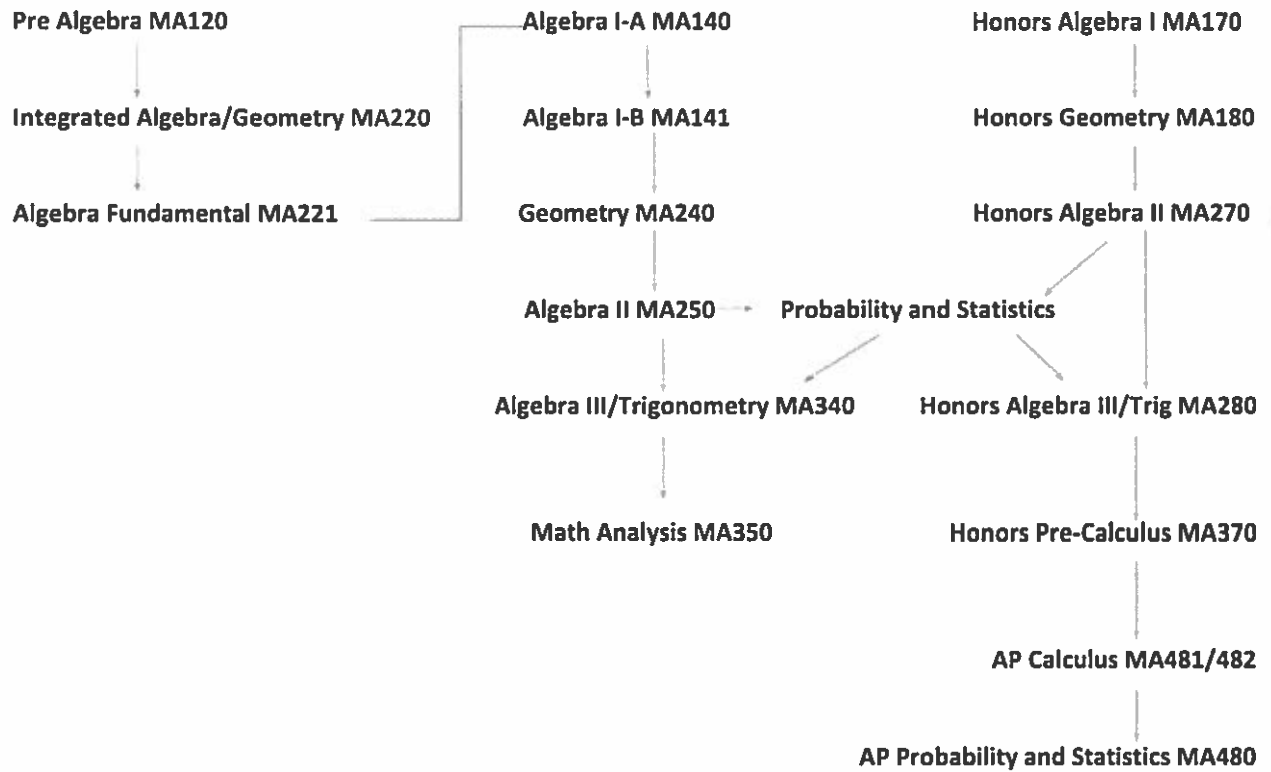 Pre Algebra MA120
Algebra I-A MA140
Honors Algebra I MA170
Integrated Algebra/Geometry MA220
Algebra I-B MA141
Honors Geometry MA180
Algebra Fundamental MA221
Geometry MA240
Honors Algebra II MA270
Algebra II MA250
Probability and Statistics
Algebra III/Trigonometry MA340
Honors Algebra III/Trig MA280
Math Analysis MA350
Honors Pre-Calculus MA370
AP Calculus MA481/482
AP Probability and Statistics MA480